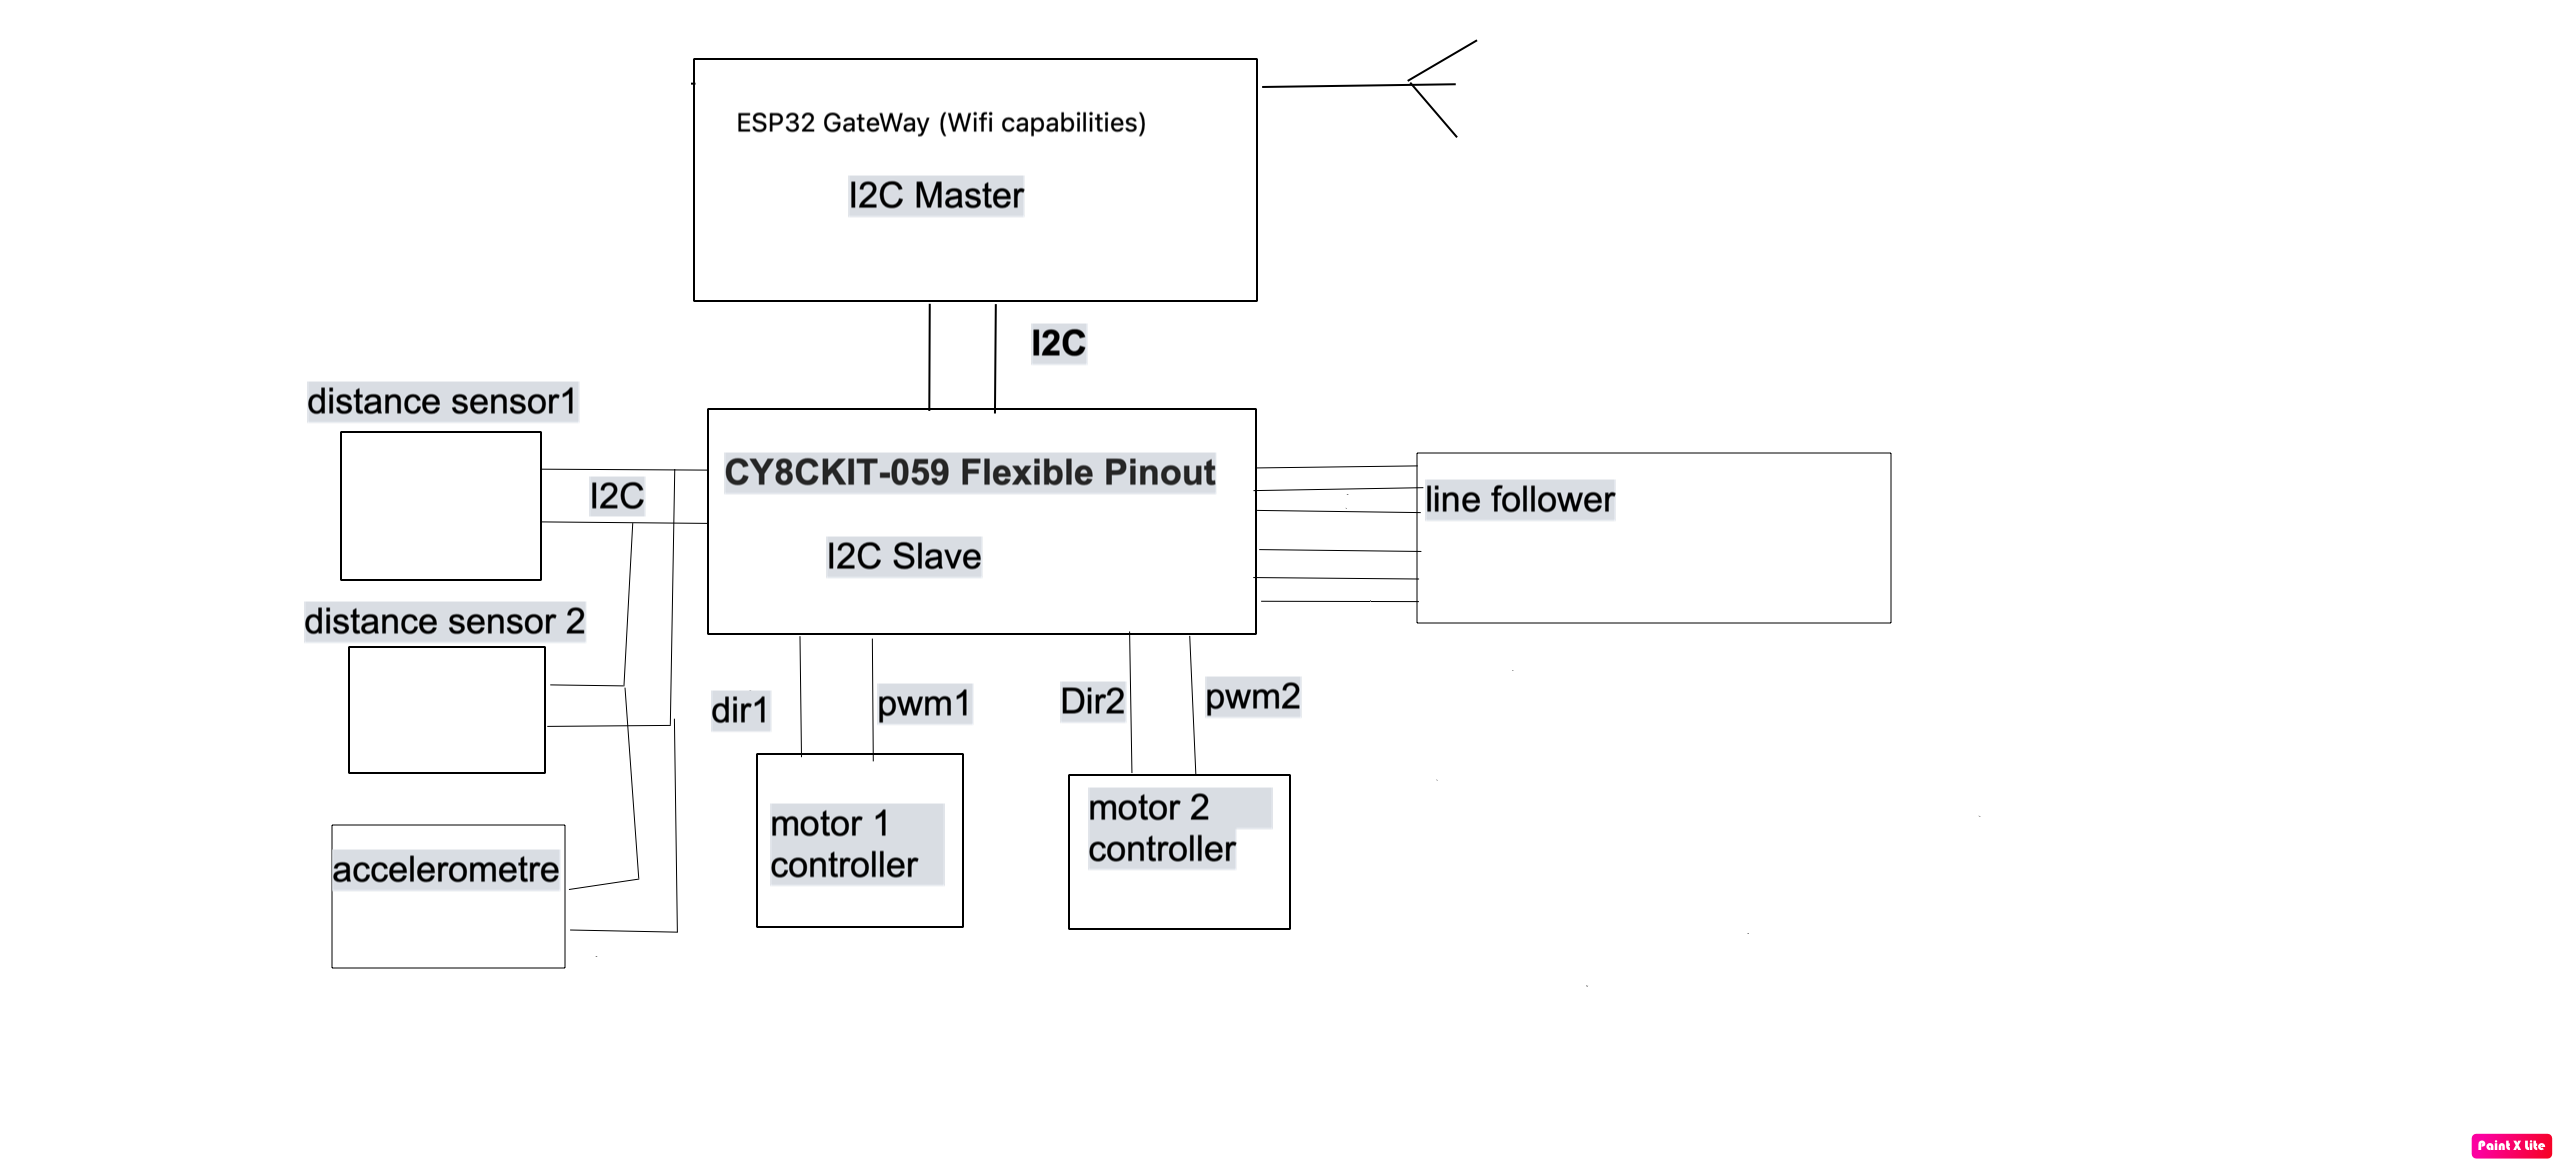 ESP32 GateWay (Wifi capabilities)
I2C Master
I2C
distance sensor1
I2C
CY8CKIT-059 Flexible Pinout
I2C Slave
line follower
distance sensor 2
dir1
pwm1
Dir2
pwm2
motor 1
controller
motor 2
controller
accelerometre
Paint X Lite